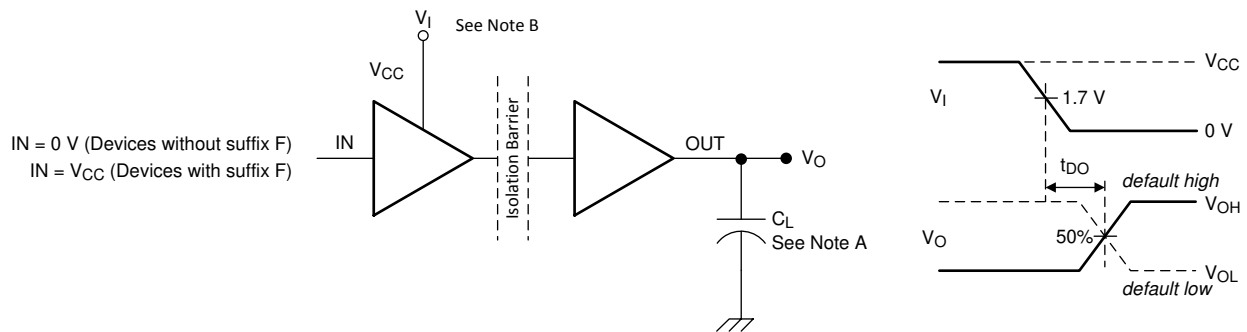 V_I See Note B
V_CC
IN = 0 V (Devices without suffix F)
IN = V_CC (Devices with suffix F)
IN
Isolation Barrier
OUT
V_O
C_L
See Note A
V_I
V_CC
1.7 V
0 V
t_DO
default high
V_OH
V_O
50%
V_OL
default low